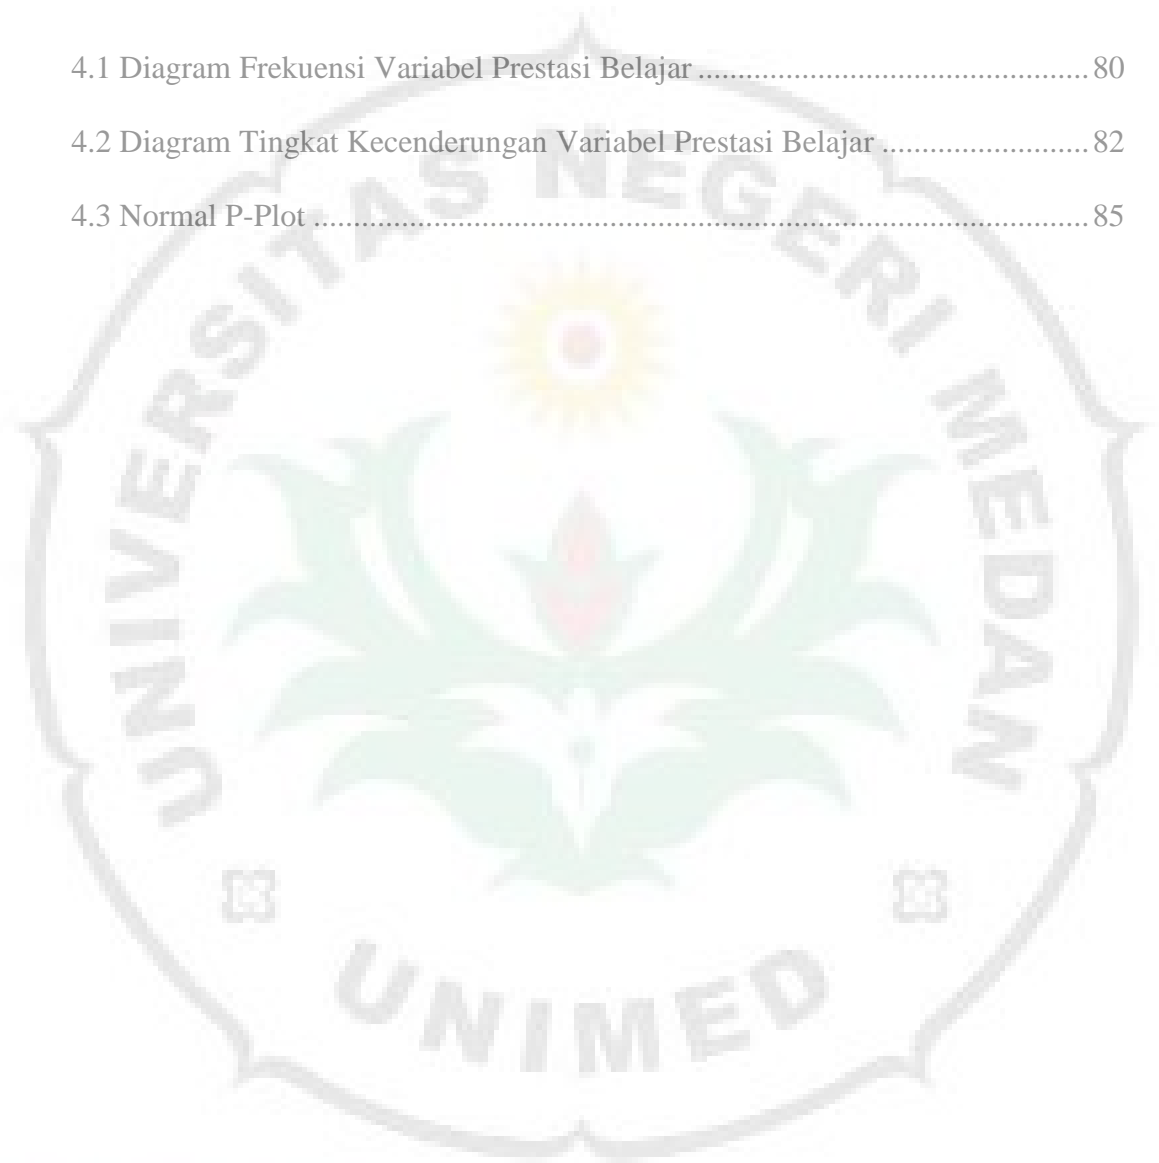 4.1 Diagram Frekuensi Variabel Prestasi Belajar ................................................ 80
4.2 Diagram Tingkat Kecenderungan Variabel Prestasi Belajar .......................... 82
4.3 Normal P-Plot ................................................................................................ 85
UNIVERSITAS NEGERI MEDAN
UNIMED